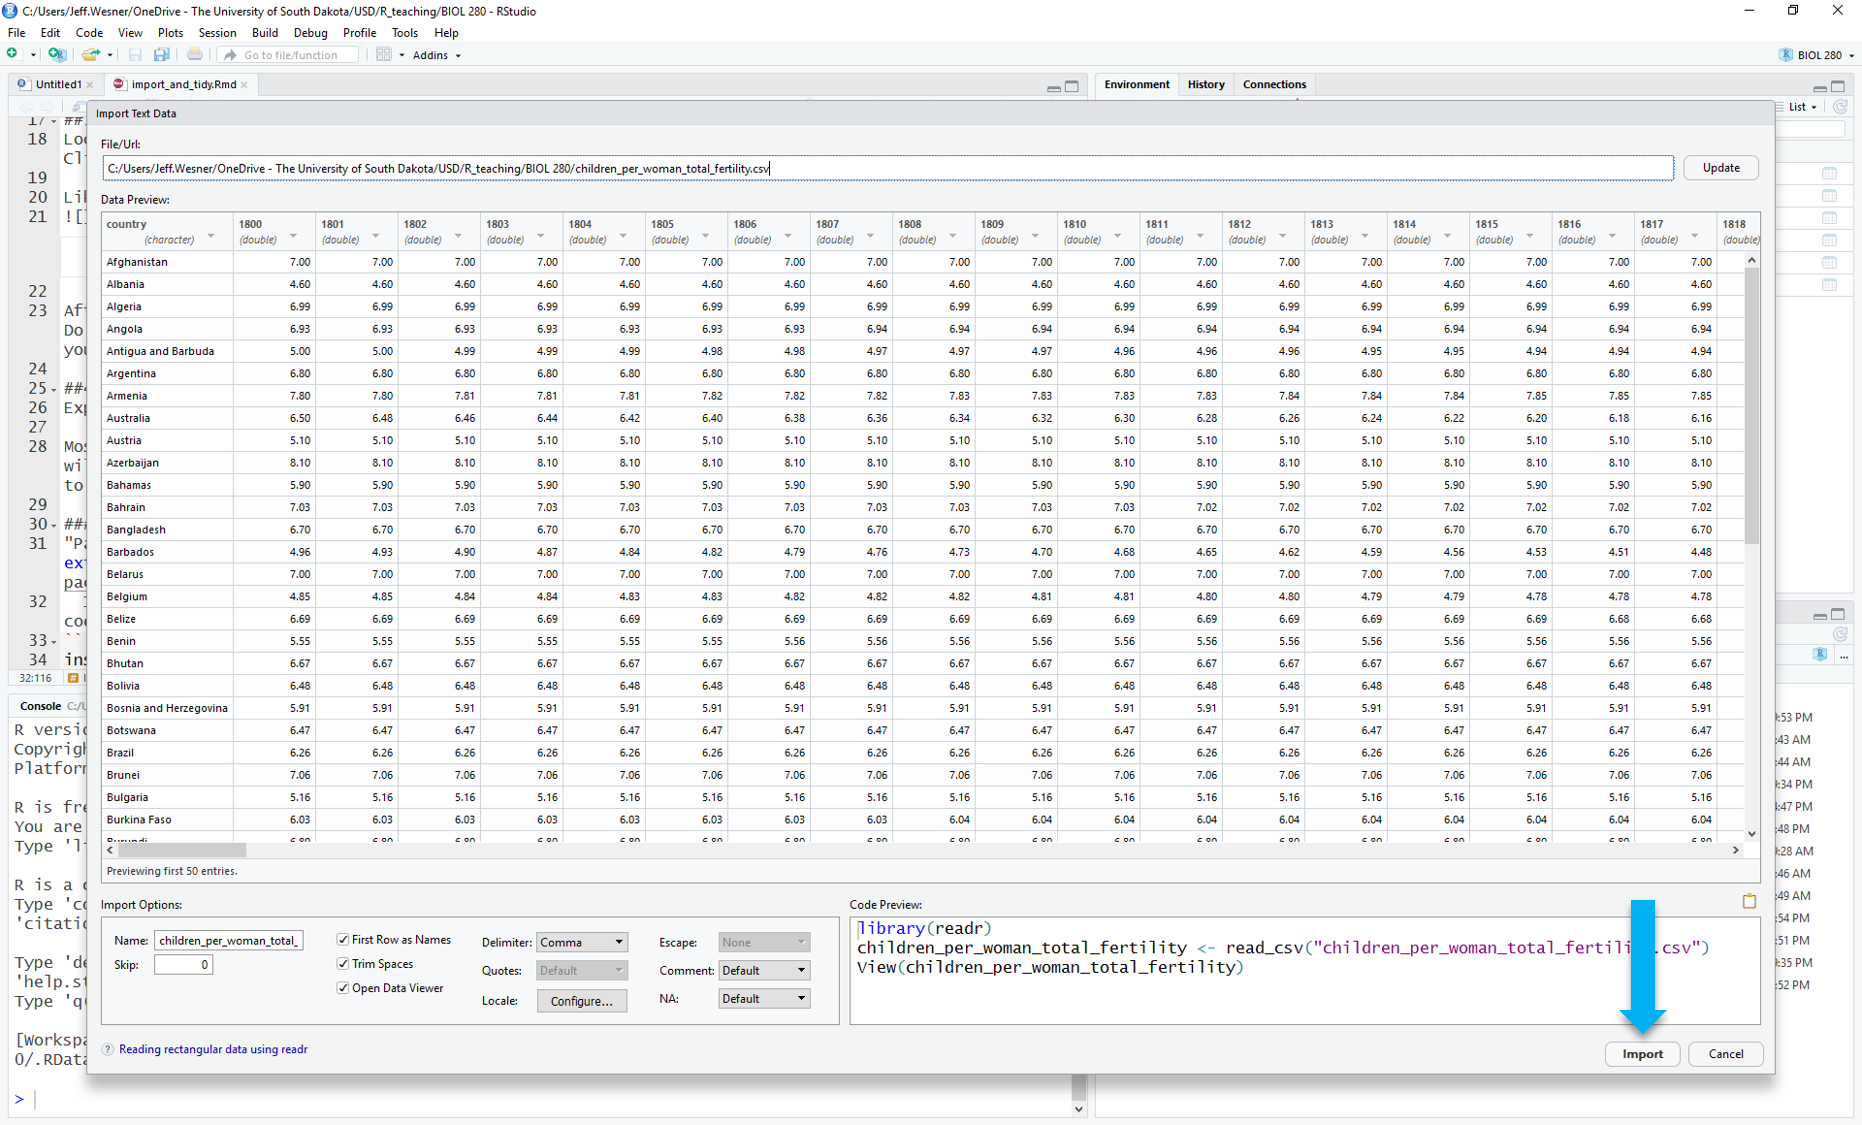 C:/Users/Jeff.Wesner/OneDrive - The University of South Dakota/USD/R_teaching/BIOL 280 - RStudio
File Edit Code View Plots Session Build Debug Profile Tools Help
Go to file/function Addins BIOL 280
Untitled1 import_and_tidy.Rmd Environment History Connections
List
Import Text Data
File/Url:
C:/Users/Jeff.Wesner/OneDrive - The University of South Dakota/USD/R_teaching/BIOL 280/children_per_woman_total_fertility.csv Update
Data Preview:
country 1800 1801 1802 1803 1804 1805 1806 1807 1808 1809 1810 1811 1812 1813 1814 1815 1816 1817 1818
(character) (double) (double) (double) (double) (double) (double) (double) (double) (double) (double) (double) (double) (double) (double) (double) (double) (double) (double) (double)
Afghanistan 7.00 7.00 7.00 7.00 7.00 7.00 7.00 7.00 7.00 7.00 7.00 7.00 7.00 7.00 7.00 7.00 7.00 7.00
Albania 4.60 4.60 4.60 4.60 4.60 4.60 4.60 4.60 4.60 4.60 4.60 4.60 4.60 4.60 4.60 4.60 4.60 4.60
Algeria 6.99 6.99 6.99 6.99 6.99 6.99 6.99 6.99 6.99 6.99 6.99 6.99 6.99 6.99 6.99 6.99 6.99 6.99
Angola 6.93 6.93 6.93 6.93 6.93 6.93 6.93 6.94 6.94 6.94 6.94 6.94 6.94 6.94 6.94 6.94 6.94 6.94
Antigua and Barbuda 5.00 5.00 4.99 4.99 4.99 4.98 4.98 4.97 4.97 4.97 4.96 4.96 4.96 4.95 4.95 4.94 4.94 4.94
Argentina 6.80 6.80 6.80 6.80 6.80 6.80 6.80 6.80 6.80 6.80 6.80 6.80 6.80 6.80 6.80 6.80 6.80 6.80
Armenia 7.80 7.80 7.81 7.81 7.81 7.82 7.82 7.82 7.83 7.83 7.83 7.83 7.84 7.84 7.84 7.85 7.85 7.85
Australia 6.50 6.48 6.46 6.44 6.42 6.40 6.38 6.36 6.34 6.32 6.30 6.28 6.26 6.24 6.22 6.20 6.18 6.16
Austria 5.10 5.10 5.10 5.10 5.10 5.10 5.10 5.10 5.10 5.10 5.10 5.10 5.10 5.10 5.10 5.10 5.10 5.10
Azerbaijan 8.10 8.10 8.10 8.10 8.10 8.10 8.10 8.10 8.10 8.10 8.10 8.10 8.10 8.10 8.10 8.10 8.10 8.10
Bahamas 5.90 5.90 5.90 5.90 5.90 5.90 5.90 5.90 5.90 5.90 5.90 5.90 5.90 5.90 5.90 5.90 5.90 5.90
Bahrain 7.03 7.03 7.03 7.03 7.03 7.03 7.03 7.03 7.03 7.03 7.03 7.02 7.02 7.02 7.02 7.02 7.02 7.02
Bangladesh 6.70 6.70 6.70 6.70 6.70 6.70 6.70 6.70 6.70 6.70 6.70 6.70 6.70 6.70 6.70 6.70 6.70 6.70
Barbados 4.96 4.93 4.90 4.87 4.84 4.82 4.79 4.76 4.73 4.70 4.68 4.65 4.62 4.59 4.56 4.53 4.51 4.48
Belarus 7.00 7.00 7.00 7.00 7.00 7.00 7.00 7.00 7.00 7.00 7.00 7.00 7.00 7.00 7.00 7.00 7.00 7.00
Belgium 4.85 4.85 4.84 4.84 4.83 4.83 4.82 4.82 4.82 4.81 4.81 4.80 4.80 4.79 4.79 4.78 4.78 4.78
Belize 6.69 6.69 6.69 6.69 6.69 6.69 6.69 6.69 6.69 6.69 6.69 6.69 6.69 6.69 6.69 6.69 6.68 6.68
Benin 5.55 5.55 5.55 5.55 5.55 5.55 5.56 5.56 5.56 5.56 5.56 5.56 5.56 5.56 5.56 5.56 5.56 5.56
Bhutan 6.67 6.67 6.67 6.67 6.67 6.67 6.67 6.67 6.67 6.67 6.67 6.67 6.67 6.67 6.67 6.67 6.67 6.67
Bolivia 6.48 6.48 6.48 6.48 6.48 6.48 6.48 6.48 6.48 6.48 6.48 6.48 6.48 6.48 6.48 6.48 6.48 6.48
Bosnia and Herzegovina 5.91 5.91 5.91 5.91 5.91 5.91 5.91 5.91 5.91 5.91 5.91 5.91 5.91 5.91 5.91 5.91 5.91 5.91
Botswana 6.47 6.47 6.47 6.47 6.47 6.47 6.47 6.47 6.47 6.47 6.47 6.47 6.47 6.47 6.47 6.47 6.47 6.47
Brazil 6.26 6.26 6.26 6.26 6.26 6.26 6.26 6.26 6.26 6.26 6.26 6.26 6.26 6.26 6.26 6.26 6.26 6.26
Brunei 7.06 7.06 7.06 7.06 7.06 7.06 7.06 7.06 7.06 7.06 7.06 7.06 7.06 7.06 7.06 7.06 7.06 7.06
Bulgaria 5.16 5.16 5.16 5.16 5.16 5.16 5.16 5.16 5.16 5.16 5.16 5.16 5.16 5.16 5.16 5.16 5.16 5.16
Burkina Faso 6.03 6.03 6.03 6.03 6.03 6.03 6.03 6.03 6.04 6.04 6.04 6.04 6.04 6.04 6.04 6.04 6.04 6.04
Previewing first 50 entries.
Import Options:
Name: children_per_woman_total_
Skip: 0
First Row as Names
Trim Spaces
Open Data Viewer
Delimiter: Comma
Quotes: Default
Locale: Configure...
Escape: None
Comment: Default
NA: Default
Code Preview:
library(readr)
children_per_woman_total_fertility <- read_csv("children_per_woman_total_fertili .csv")
View(children_per_woman_total_fertility)
Reading rectangular data using readr
Import Cancel
17 ##
18
19
20
21 ![]
22
23
24
25 ##
26
27
28
to
29
30 ##
31
32
33
34
32:116
Console
R is
You are
R is a
Type
Type
>
:53 PM
:43 AM
:44 AM
:34 PM
:47 PM
:48 PM
:28 AM
:46 AM
:49 AM
:54 PM
:51 PM
:35 PM
:52 PM